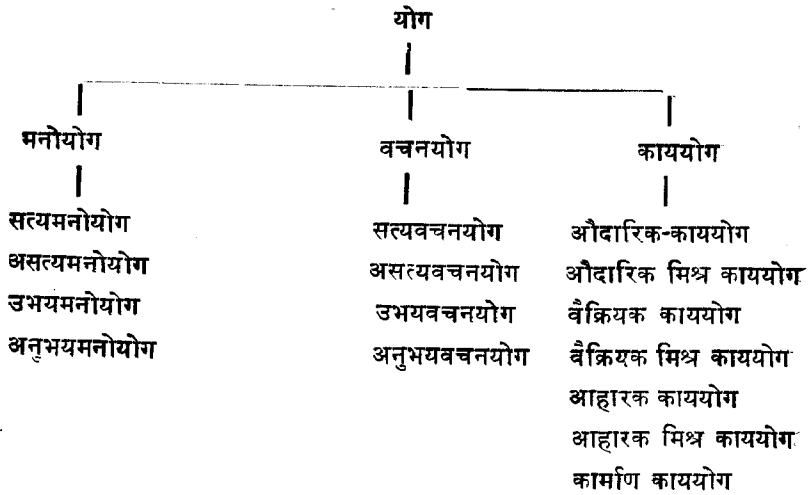 योग
मनोयोग वचनयोग काययोग
सत्यमनोयोग सत्यवचनयोग औदारिक-काययोग
असत्यमनोयोग असत्यवचनयोग औदारिक मिश्र काययोग
उभयमनोयोग उभयवचनयोग वैक्रियक काययोग
अनुभयमनोयोग अनुभयवचनयोग वैक्रियक मिश्र काययोग
आहारक काययोग
आहारक मिश्र काययोग
कार्माण काययोग